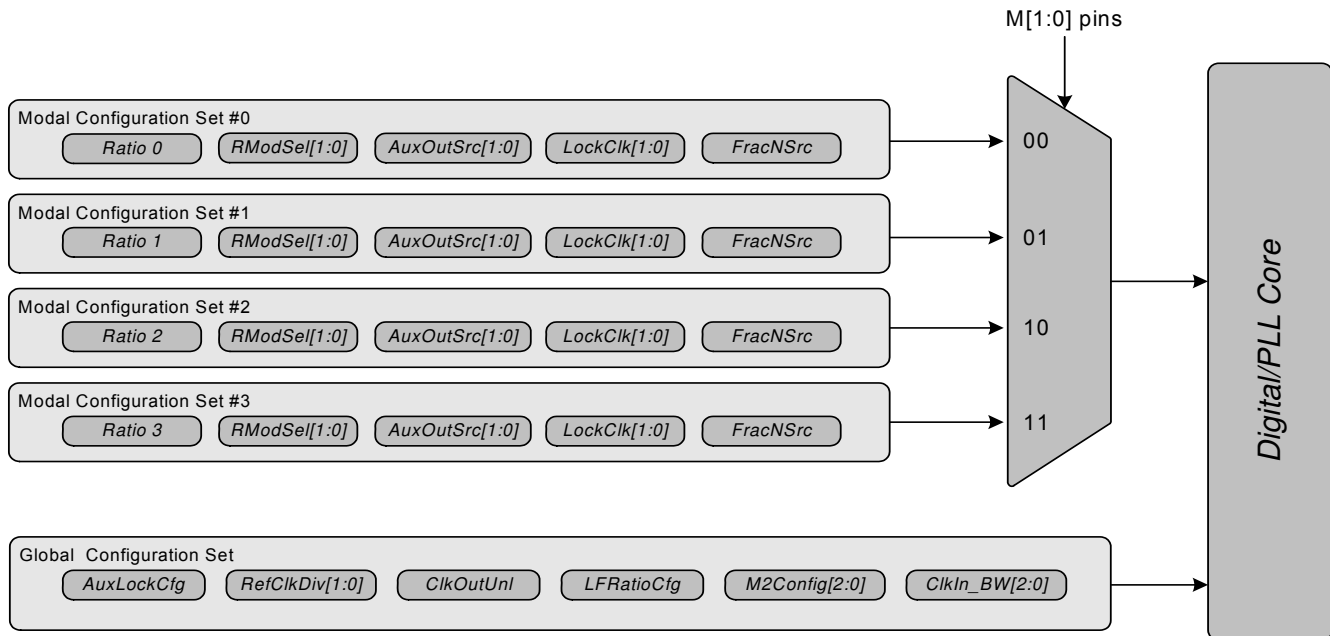 M[1:0] pins
Modal Configuration Set #0
Ratio 0 RModSel[1:0] AuxOutSrc[1:0] LockClk[1:0] FracNSrc
00
Modal Configuration Set #1
Ratio 1 RModSel[1:0] AuxOutSrc[1:0] LockClk[1:0] FracNSrc
01
Modal Configuration Set #2
Ratio 2 RModSel[1:0] AuxOutSrc[1:0] LockClk[1:0] FracNSrc
10
Modal Configuration Set #3
Ratio 3 RModSel[1:0] AuxOutSrc[1:0] LockClk[1:0] FracNSrc
11
Digital/PLL Core
Global Configuration Set
AuxLockCfg RefClkDiv[1:0] ClkOutUnl LFRatioCfg M2Config[2:0] ClkIn_BW[2:0]